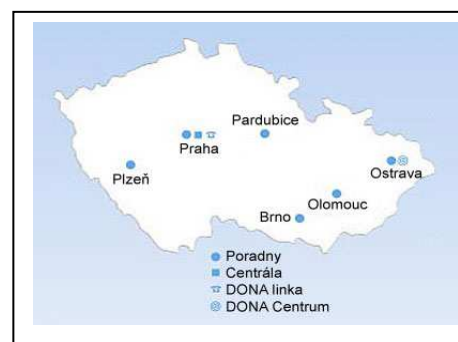 Pardubice
Praha
Plzeň
Ostrava
Olomouc
Brno
Poradny
Centrála
DONA linka
DONA Centrum